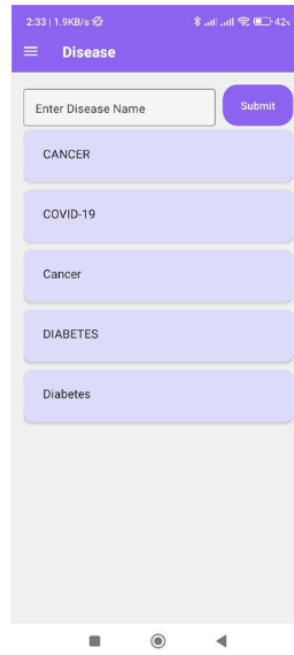 2:33 | 1.9KB/s
42
Disease
Enter Disease Name
Submit
CANCER
COVID-19
Cancer
DIABETES
Diabetes